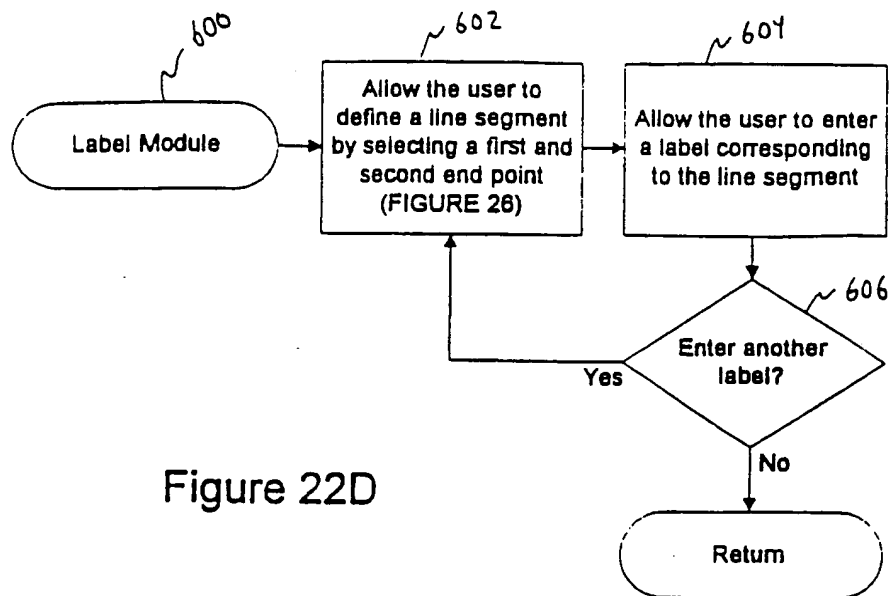 600
602
604
Label Module
Allow the user to
define a line segment
by selecting a first and
second end point
(FIGURE 26)
Allow the user to enter
a label corresponding
to the line segment
606
Enter another
label?
Yes
No
Figure 22D
Return